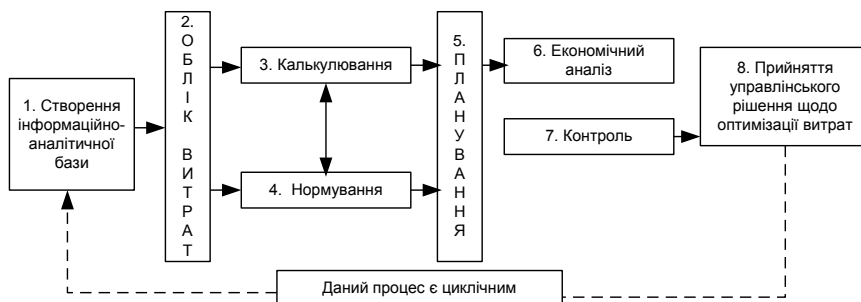 1. Створення
інформаційно-
аналітичної
бази
2.
О
Б
Л
І
К
В
И
Т
Р
А
Т
3. Калькулювання
4. Нормування
5.
П
Л
А
Н
У
В
А
Н
Н
Я
6. Економічний
аналіз
7. Контроль
8. Прийняття
управлінського
рішення щодо
оптимізації витрат
Даний процес є циклічним